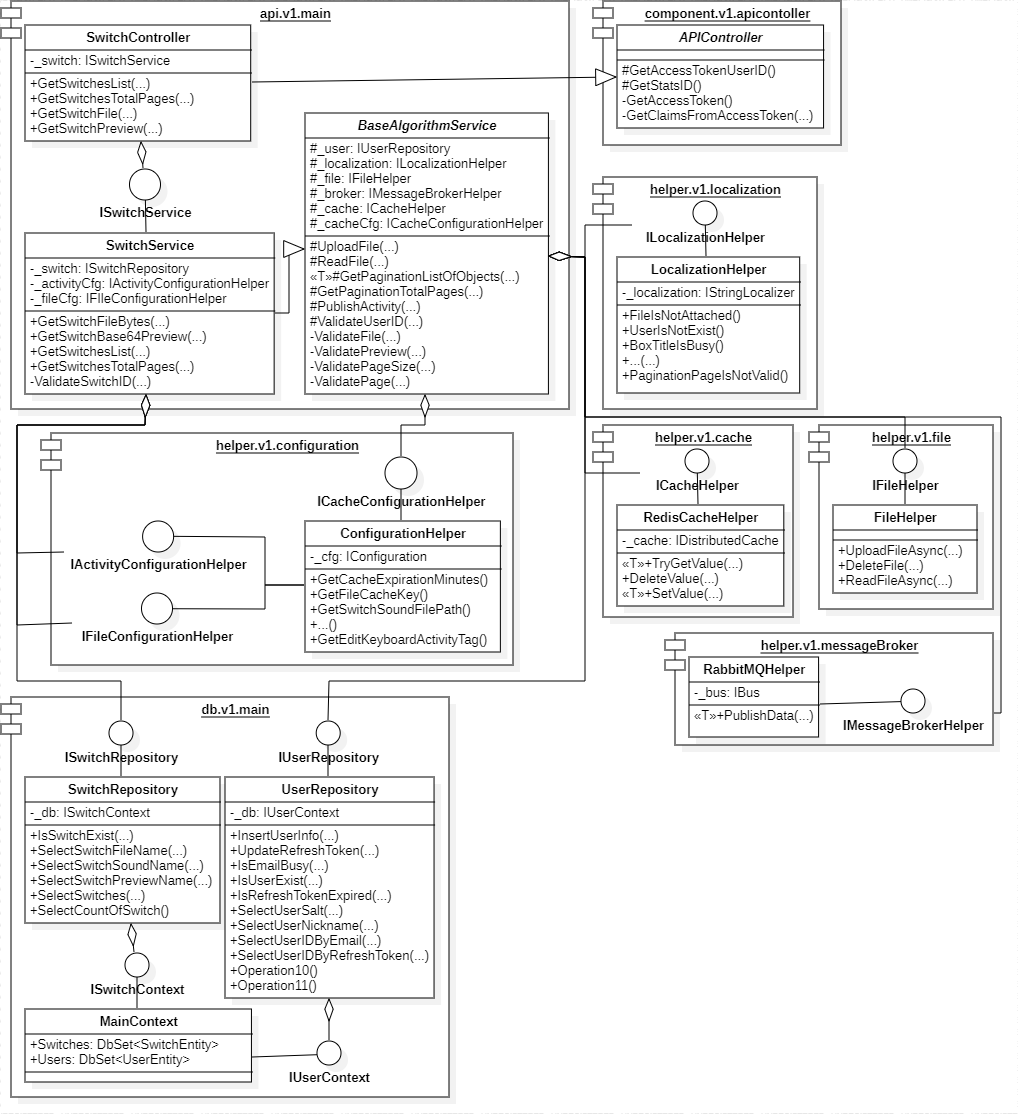 api.v1.main
SwitchController
-_switch: ISwitchService
+GetSwitchesList(...)
+GetSwitchesTotalPages(...)
+GetSwitchFile(...)
+GetSwitchPreview(...)
ISwitchService
SwitchService
-_switch: ISwitchRepository
-_activityCfg: IActivityConfigurationHelper
-_fileCfg: IFIleConfigurationHelper
+GetSwitchFileBytes(...)
+GetSwitchBase64Preview(...)
+GetSwitchesList(...)
+GetSwitchesTotalPages(...)
-ValidateSwitchID(...)
BaseAlgorithmService
#_user: IUserRepository
#_localization: ILocalizationHelper
#_file: IFileHelper
#_broker: IMessageBrokerHelper
#_cache: ICacheHelper
#_cacheCfg: ICacheConfigurationHelper
#UploadFile(...)
#ReadFile(...)
«T»#GetPaginationListOfObjects(...)
#GetPaginationTotalPages(...)
#PublishActivity(...)
#ValidateUserID(...)
-ValidateFile(...)
-ValidatePreview(...)
-ValidatePageSize(...)
-ValidatePage(...)
component.v1.apicontoller
APIController
#GetAccessTokenUserID()
#GetStatsID()
-GetAccessToken()
-GetClaimsFromAccessToken(...)
helper.v1.localization
ILocalizationHelper
LocalizationHelper
-_localization: IStringLocalizer
+FileIsNotAttached()
+UserIsNotExist()
+BoxTitleIsBusy()
+...(...)
+PaginationPageIsNotValid()
helper.v1.configuration
ICacheConfigurationHelper
IActivityConfigurationHelper
IFileConfigurationHelper
ConfigurationHelper
-_cfg: IConfiguration
+GetCacheExpirationMinutes()
+GetFileCacheKey()
+GetSwitchSoundFilePath()
+...()
+GetEditKeyboardActivityTag()
helper.v1.cache
ICacheHelper
RedisCacheHelper
-_cache: IDistributedCache
«T»+TryGetValue(...)
+DeleteValue(...)
«T»+SetValue(...)
helper.v1.file
IFileHelper
FileHelper
+UploadFileAsync(...)
+DeleteFile(...)
+ReadFileAsync(...)
helper.v1.messageBroker
RabbitMQHelper
-_bus: IBus
«T»+PublishData(...)
IMessageBrokerHelper
db.v1.main
ISwitchRepository
SwitchRepository
-_db: ISwitchContext
+IsSwitchExist(...)
+SelectSwitchFileName(...)
+SelectSwitchSoundName(...)
+SelectSwitchPreviewName(...)
+SelectSwitches(...)
+SelectCountOfSwitch()
ISwitchContext
MainContext
+Switches: DbSet<SwitchEntity>
+Users: DbSet<UserEntity>
IUserRepository
UserRepository
-_db: IUserContext
+InsertUserInfo(...)
+UpdateRefreshToken(...)
+IsEmailBusy(...)
+IsUserExist(...)
+IsRefreshTokenExpired(...)
+SelectUserSalt(...)
+SelectUserNickname(...)
+SelectUserIDByEmail(...)
+SelectUserIDByRefreshToken(...)
+Operation10()
+Operation11()
IUserContext